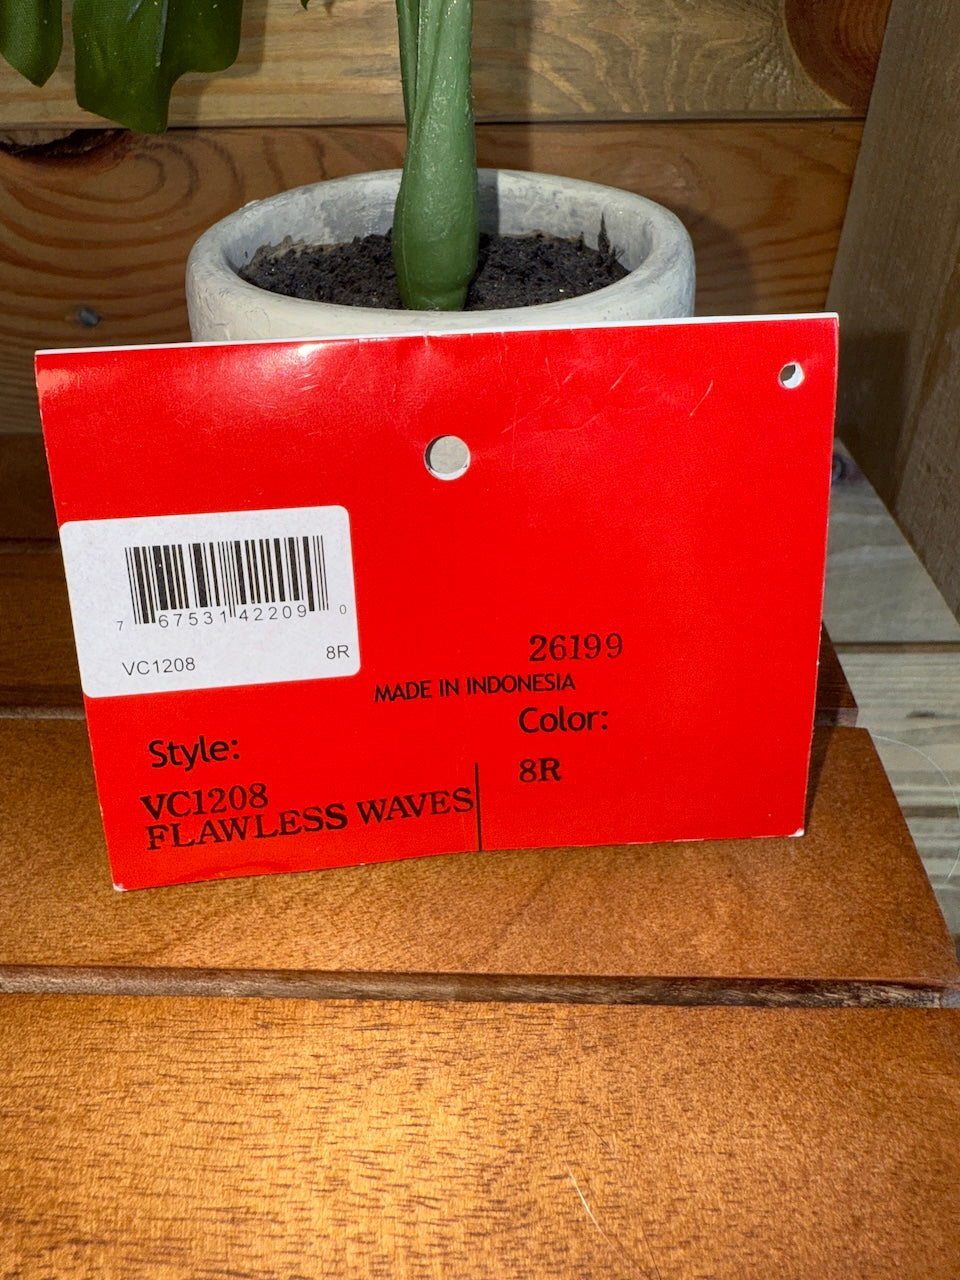 7 67531 42209 0
VC1208 8R
26199
MADE IN INDONESIA
Color:
8R
Style:
VC1208
FLAWLESS WAVES